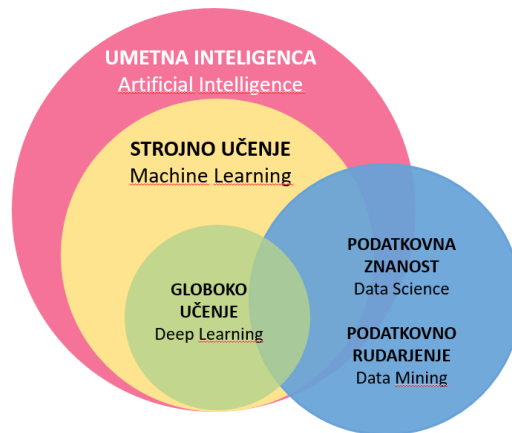 UMETNA INTELIGENCA
Artificial Intelligence
STROJNO UČENJE
Machine Learning
GLOBOKO
UČENJE
Deep Learning
PODATKOVNA
ZNANOST
Data Science
PODATKOVNO
RUDARJENJE
Data Mining